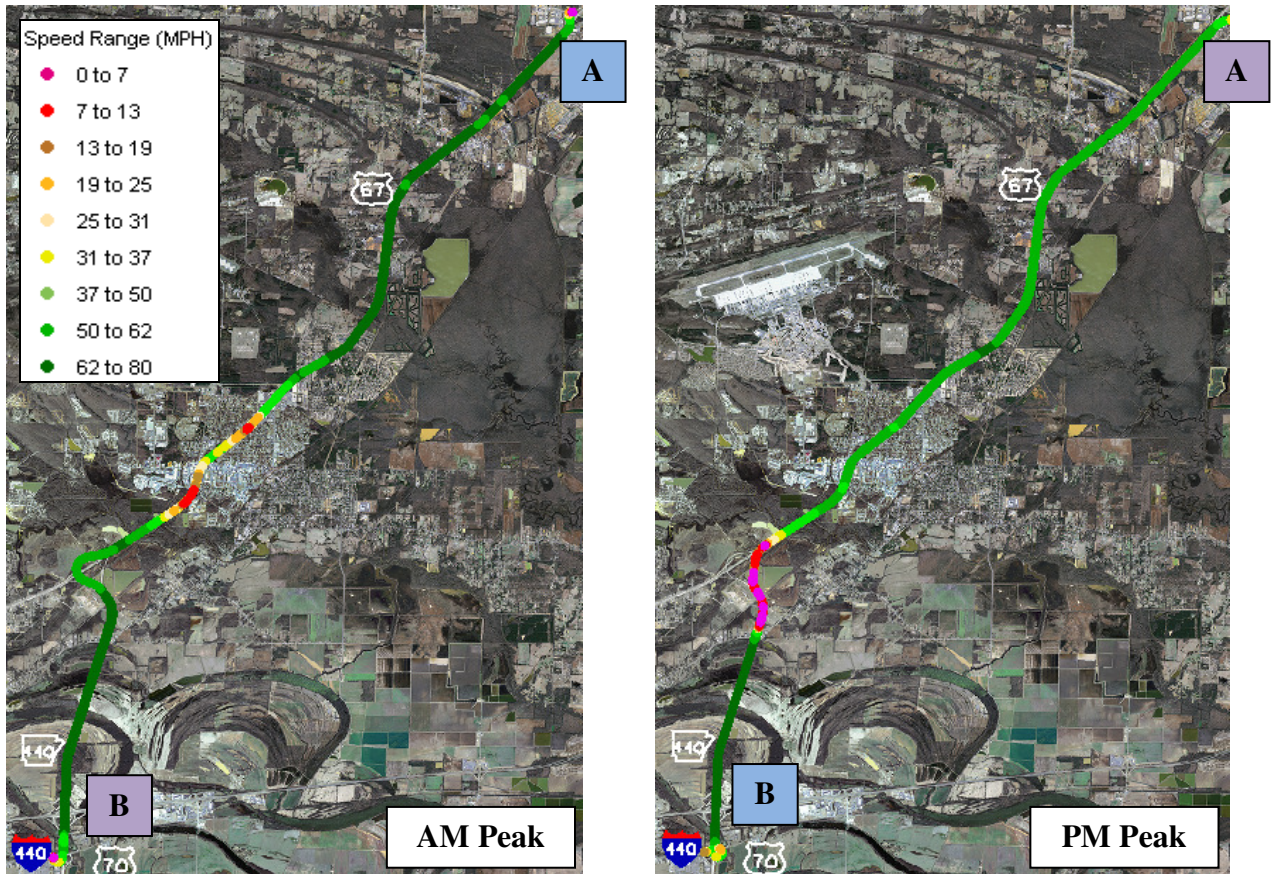 Speed Range (MPH)
0 to 7
7 to 13
13 to 19
19 to 25
25 to 31
31 to 37
37 to 50
50 to 62
62 to 80
A
67
440
B
440
70
AM Peak
A
67
440
B
440
70
PM Peak